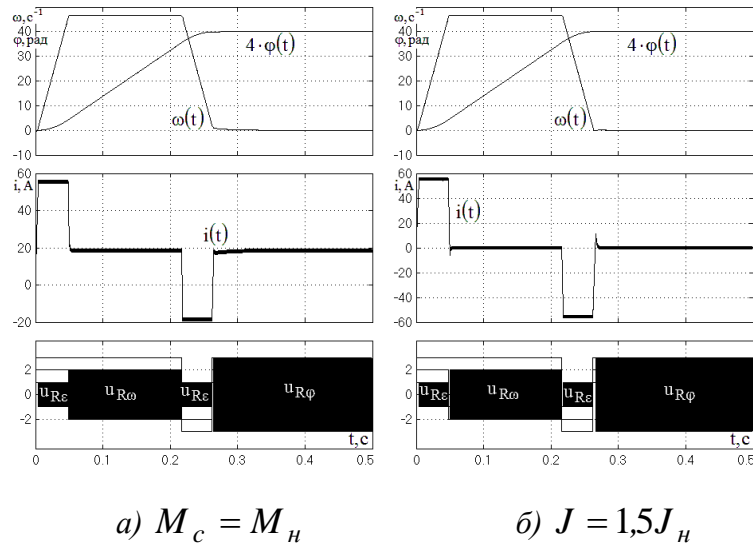 ω, с⁻¹
φ, рад
40
30
20
10
0
-10
4·φ(t)
ω(t)
i, А
60
40
20
0
-20
i(t)
2
0
-2
u_Rε
u_Rω
u_Rε
u_Rφ
t, с
0 0.1 0.2 0.3 0.4 0.5
а) M_c = M_н
ω, с⁻¹
φ, рад
40
30
20
10
0
-10
4·φ(t)
ω(t)
i, А
60
40
20
0
-20
-40
-60
i(t)
2
0
-2
u_Rε
u_Rω
u_Rε
u_Rφ
t, с
0 0.1 0.2 0.3 0.4 0.5
б) J = 1,5J_н